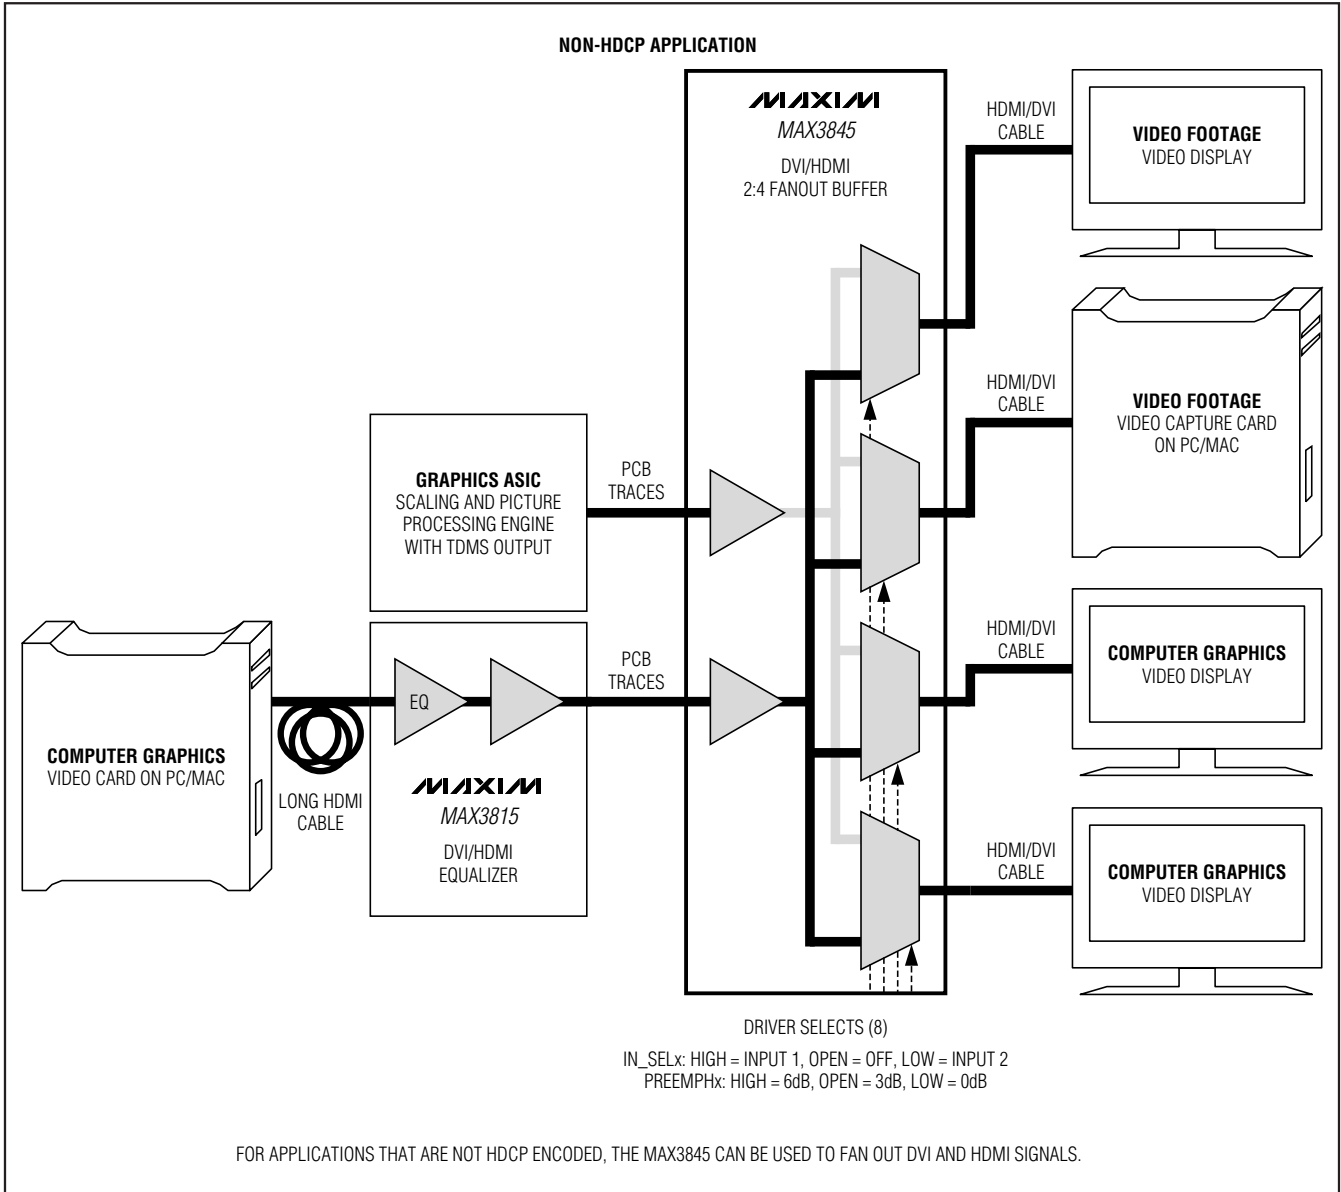 NON-HDCP APPLICATION
MAXIM
MAX3845
DVI/HDMI
2:4 FANOUT BUFFER
HDMI/DVI
CABLE
VIDEO FOOTAGE
VIDEO DISPLAY
HDMI/DVI
CABLE
VIDEO FOOTAGE
VIDEO CAPTURE CARD
ON PC/MAC
GRAPHICS ASIC
SCALING AND PICTURE
PROCESSING ENGINE
WITH TDMS OUTPUT
PCB
TRACES
HDMI/DVI
CABLE
COMPUTER GRAPHICS
VIDEO DISPLAY
COMPUTER GRAPHICS
VIDEO CARD ON PC/MAC
LONG HDMI
CABLE
EQ
MAXIM
MAX3815
DVI/HDMI
EQUALIZER
PCB
TRACES
HDMI/DVI
CABLE
COMPUTER GRAPHICS
VIDEO DISPLAY
DRIVER SELECTS (8)
IN_SELx: HIGH = INPUT 1, OPEN = OFF, LOW = INPUT 2
PREEMPHx: HIGH = 6dB, OPEN = 3dB, LOW = 0dB
FOR APPLICATIONS THAT ARE NOT HDCP ENCODED, THE MAX3845 CAN BE USED TO FAN OUT DVI AND HDMI SIGNALS.